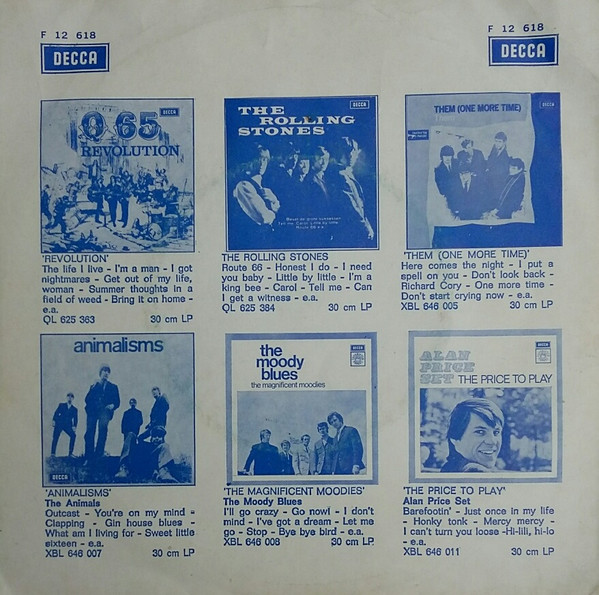 F 12 618
DECCA
F 12 618
DECCA
Q 65
REVOLUTION
DECCA
THE
ROLLING
STONES
DECCA
THEM (ONE MORE TIME)
DECCA
'REVOLUTION'
The life I live - I'm a man - I got
nightmares - Get out of my life,
woman - Summer thoughts in a
field of weed - Bring it on home -
e.a.
QL 625 363 30 cm LP
THE ROLLING STONES
Route 66 - Honest I do - I need
you baby - Little by little - I'm a
king bee - Carol - Tell me - Can
I get a witness - e.a.
QL 625 384 30 cm LP
'THEM (ONE MORE TIME)'
Here comes the night - I put a
spell on you - Don't look back -
Richard Cory - One more time -
Don't start crying now - e.a.
XBL 646 005 30 cm LP
animalisms
DECCA
the
moody
blues
the magnificent moodies
DECCA
ALAN
PRICE
SET THE PRICE TO PLAY
DECCA
'ANIMALISMS'
The Animals
Outcast - You're on my mind -
Clapping - Gin house blues -
What am I living for - Sweet little
sixteen - e.a.
XBL 646 007 30 cm LP
'THE MAGNIFICENT MOODIES'
The Moody Blues
I'll go crazy - Go now! - I don't
mind - I've got a dream - Let me
go - Stop - Bye bye bird - e.a.
XBL 646 008 30 cm LP
'THE PRICE TO PLAY'
Alan Price Set
Barefootin' - Just once in my life
- Honky tonk - Mercy mercy -
I can't turn you loose -Hi-lili, hi-lo
- e.a.
XBL 646 011 30 cm LP